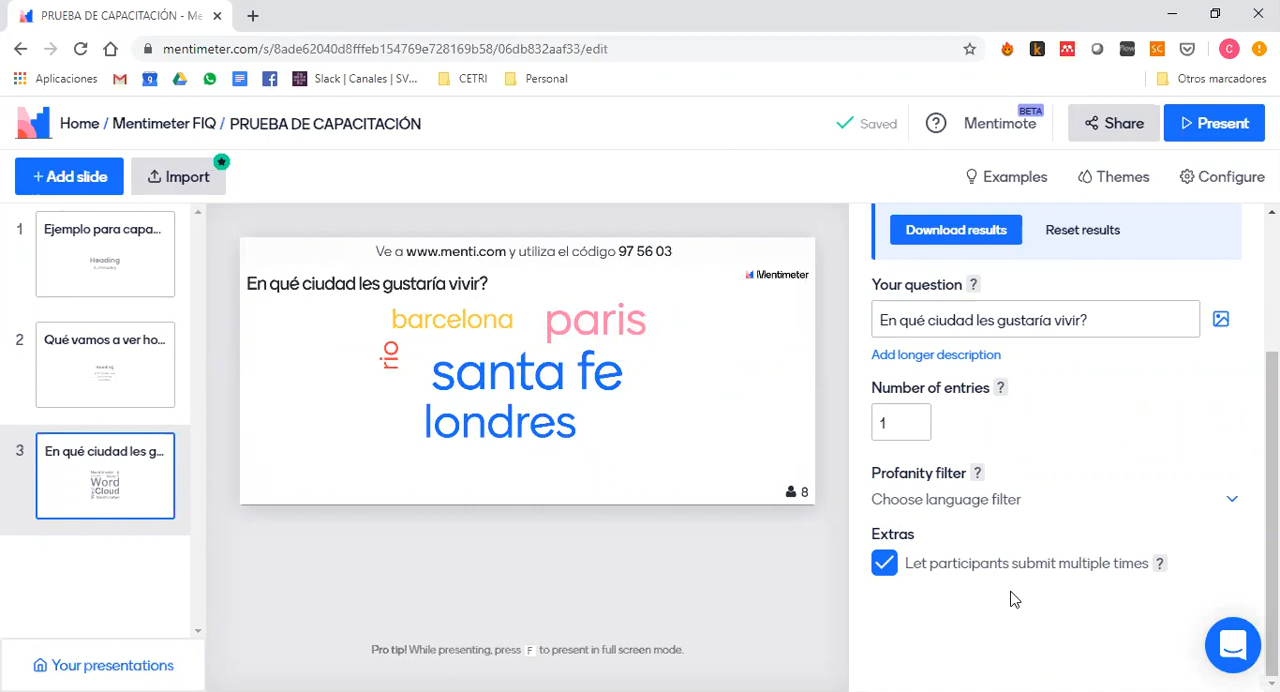 PRUEBA DE CAPACITACIÓN - Me
mentimeter.com/s/8ade62040d8fffeb154769e728169b58/06db832aaf33/edit
Aplicaciones
Slack | Canales | SV...
CETRI
Personal
Otros marcadores
Home / Mentimeter FIQ / PRUEBA DE CAPACITACIÓN
Saved
Mentimote
BETA
Share
Present
+ Add slide
Import
Examples
Themes
Configure
1
Ejemplo para capa...
Heading
2
Qué vamos a ver ho...
Heading
3
En qué ciudad les g...
Word
Cloud
Your presentations
Ve a www.menti.com y utiliza el código 97 56 03
Mentimeter
En qué ciudad les gustaría vivir?
barcelona
paris
rio
santa fe
londres
8
Pro tip! While presenting, press F to present in full screen mode.
Download results
Reset results
Your question ?
En qué ciudad les gustaría vivir?
Add longer description
Number of entries ?
1
Profanity filter ?
Choose language filter
Extras
Let participants submit multiple times ?